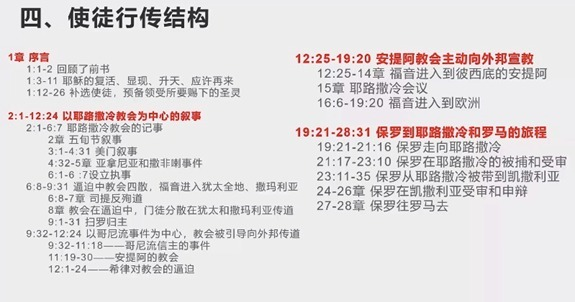 四、使徒行传结构
1章 序言
1:1-2 回顾了前书
1:3-11 耶稣的复活、显现、升天、应许再来
1:12-26 补选使徒，预备领受所要赐下的圣灵
2:1-12:24 以耶路撒冷教会为中心的叙事
2:1-6:7 耶路撒冷教会的记事
2章 五旬节叙事
3:1-4:31 美门叙事
4:32-5章 亚拿尼亚和撒非喇事件
6:1-6 :7设立执事
6:8-9:31 逼迫中教会四散，福音进入犹太全地、撒玛利亚
6:8-7章 司提反殉道
8章 教会在逼迫中，门徒分散在犹太和撒玛利亚传道
9:1-31 扫罗归主
9:32-12:24 以哥尼流事件为中心，教会被引导向外邦传道
9:32-11:18——哥尼流信主的事件
11:19-30——安提阿的教会
12:1-24——希律对教会的逼迫
12:25-19:20 安提阿教会主动向外邦宣教
12:25-14章 福音进入到彼西底的安提阿
15章 耶路撒冷会议
16:6-19:20 福音进入到欧洲
19:21-28:31 保罗到耶路撒冷和罗马的旅程
19:21-21:16 保罗走向耶路撒冷
21:17-23:10 保罗在耶路撒冷的被捕和受审
23:11-35 保罗从耶路撒冷被带到凯撒利亚
24-26章 保罗在凯撒利亚受审和申辩
27-28章 保罗往罗马去